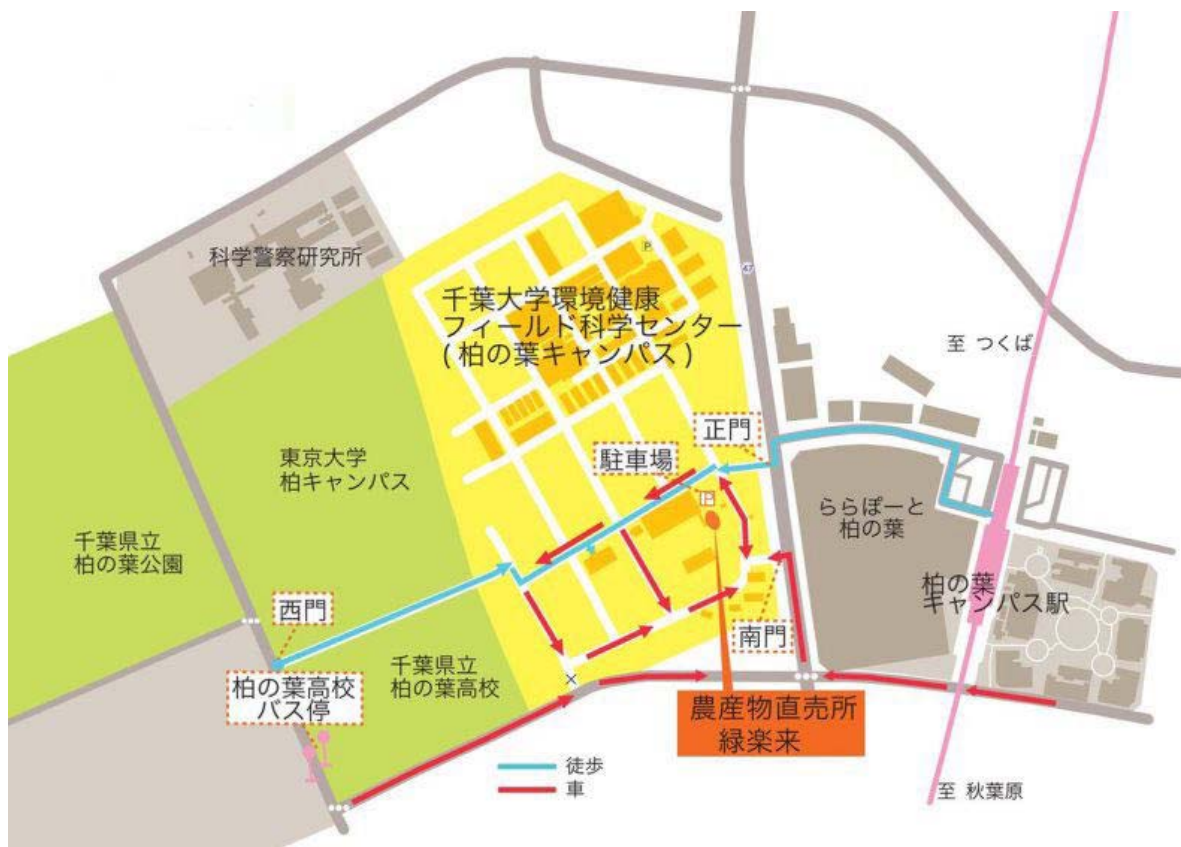 科学警察研究所
P
47
千葉大学環境健康
フィールド科学センター
(柏の葉キャンパス)
至 つくば
正門
駐車場
P
東京大学
柏キャンパス
ららぽーと
柏の葉
千葉県立
柏の葉公園
柏の葉
キャンパス駅
西門
南門
千葉県立
柏の葉高校
柏の葉高校
バス停
農産物直売所
緑楽来
徒歩
車
至 秋葉原